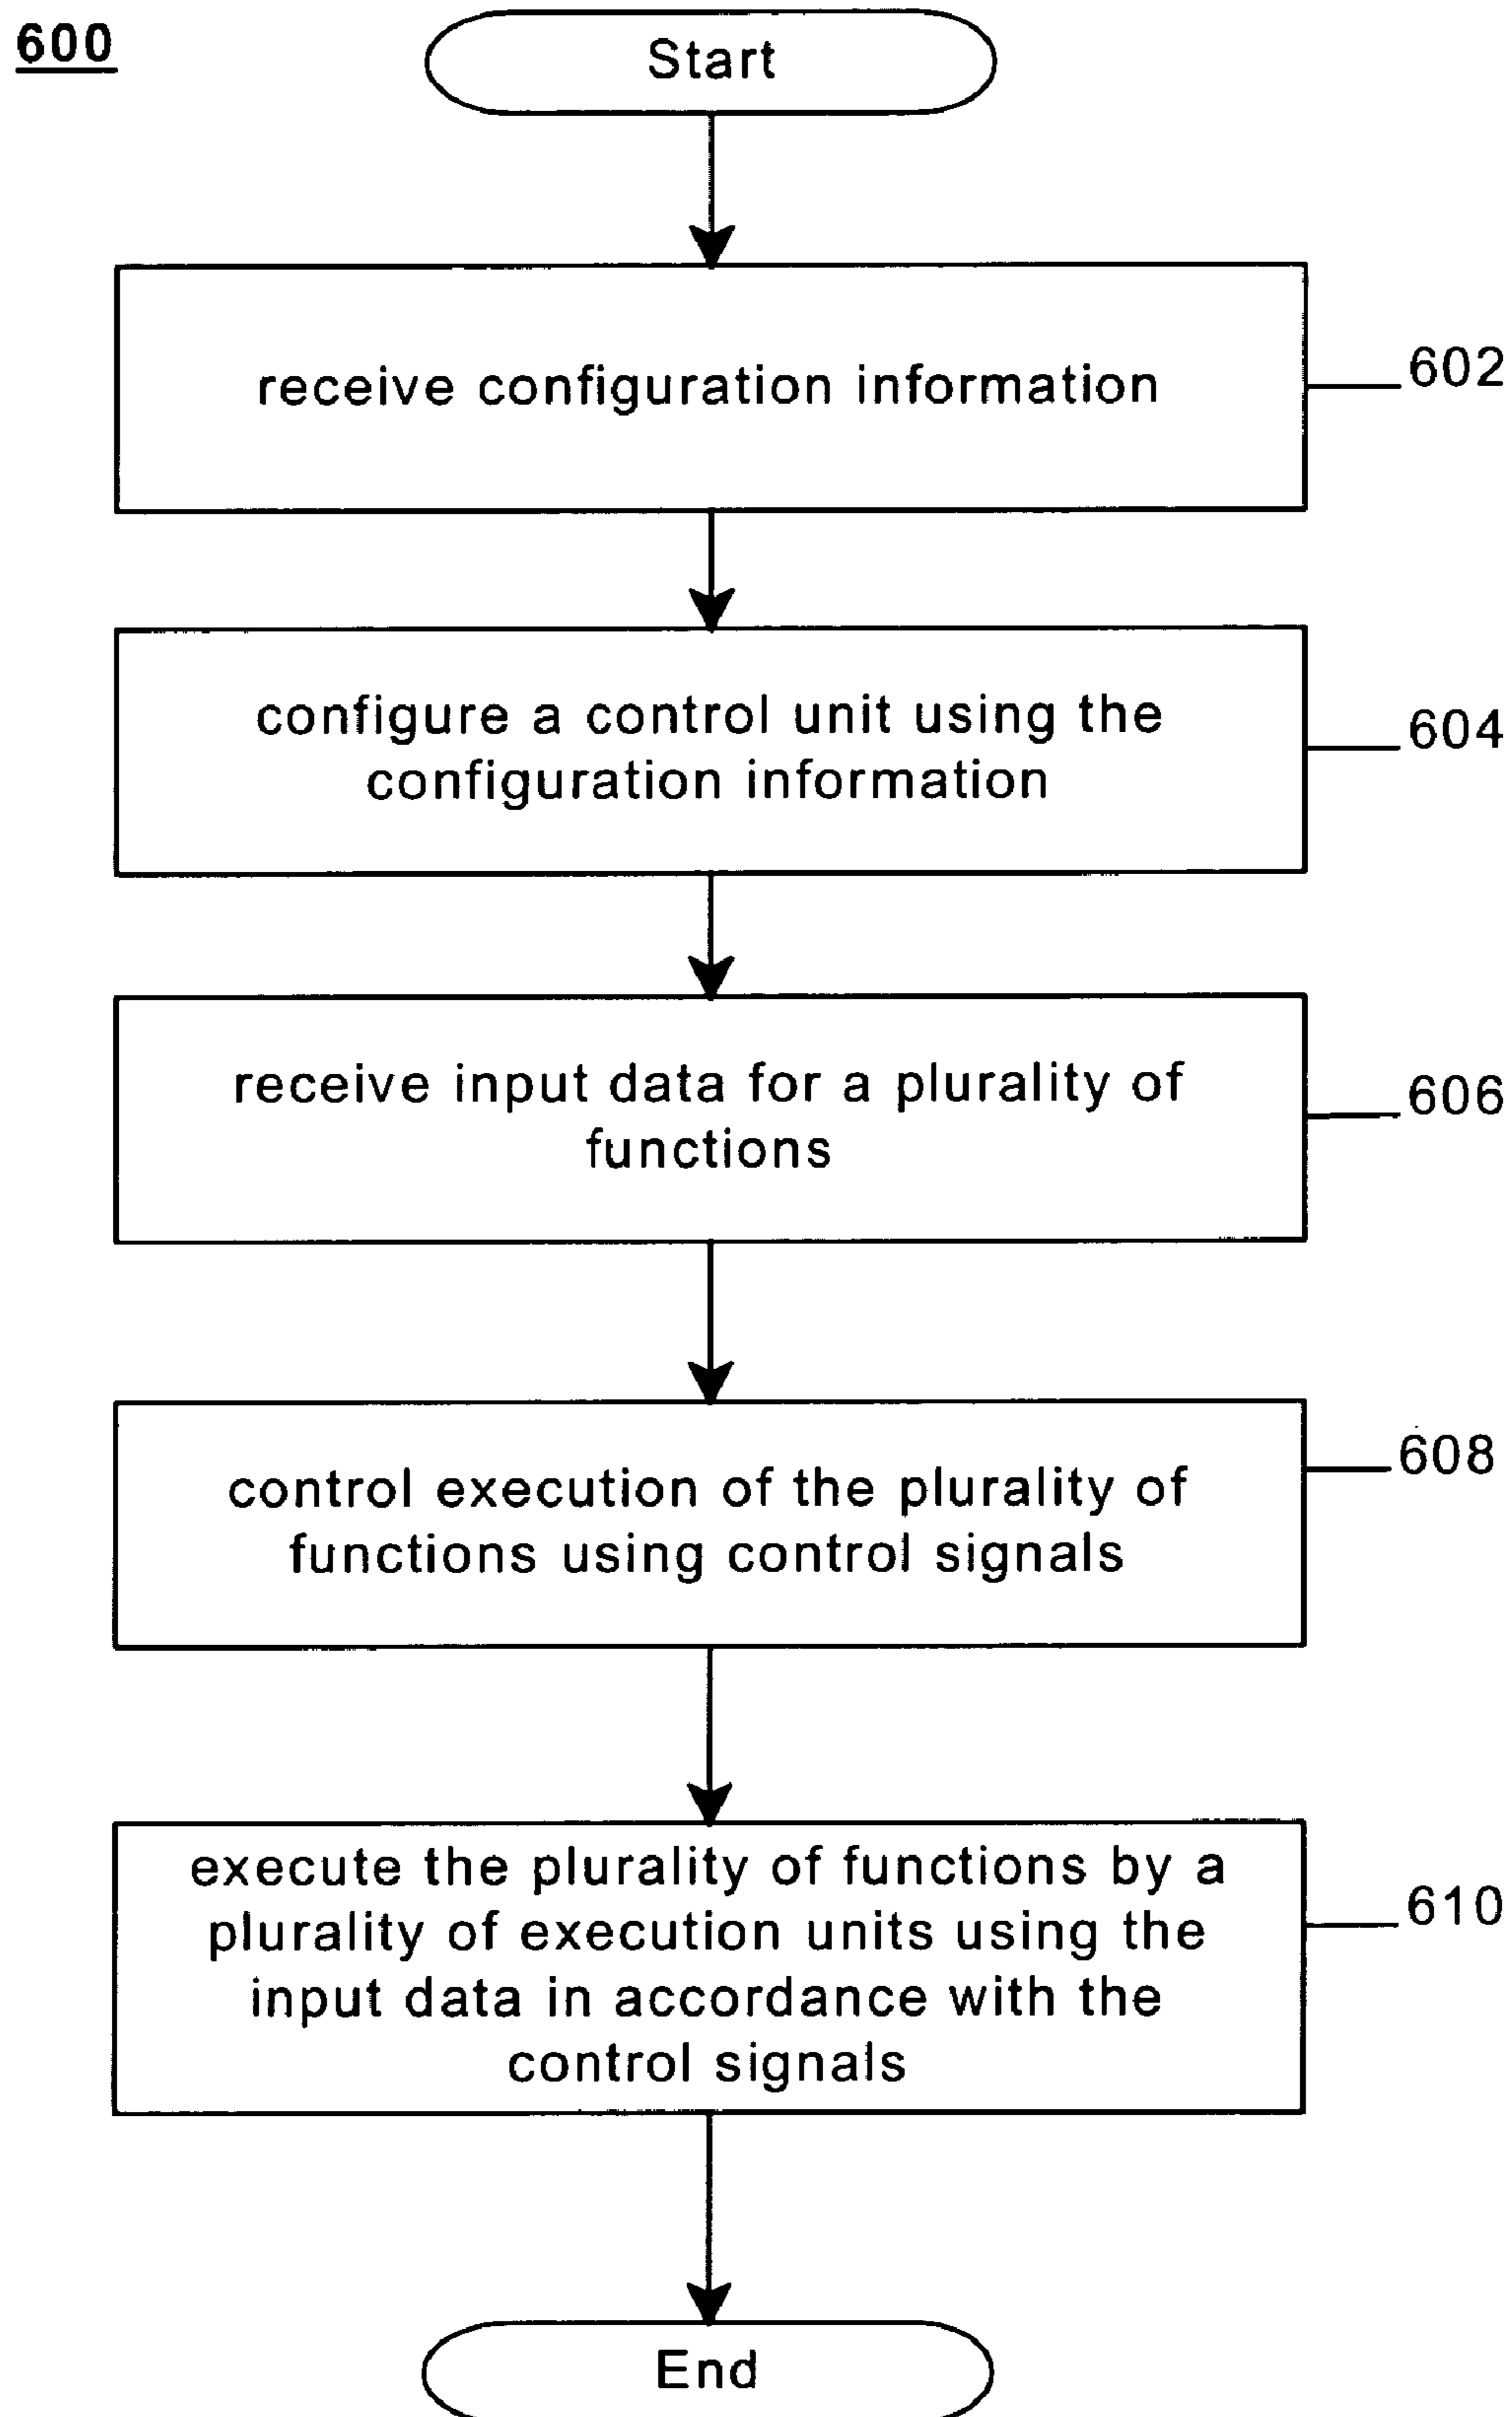 600
Start
receive configuration information
602
configure a control unit using the
configuration information
604
receive input data for a plurality of
functions
606
control execution of the plurality of
functions using control signals
608
execute the plurality of functions by a
plurality of execution units using the
input data in accordance with the
control signals
610
End